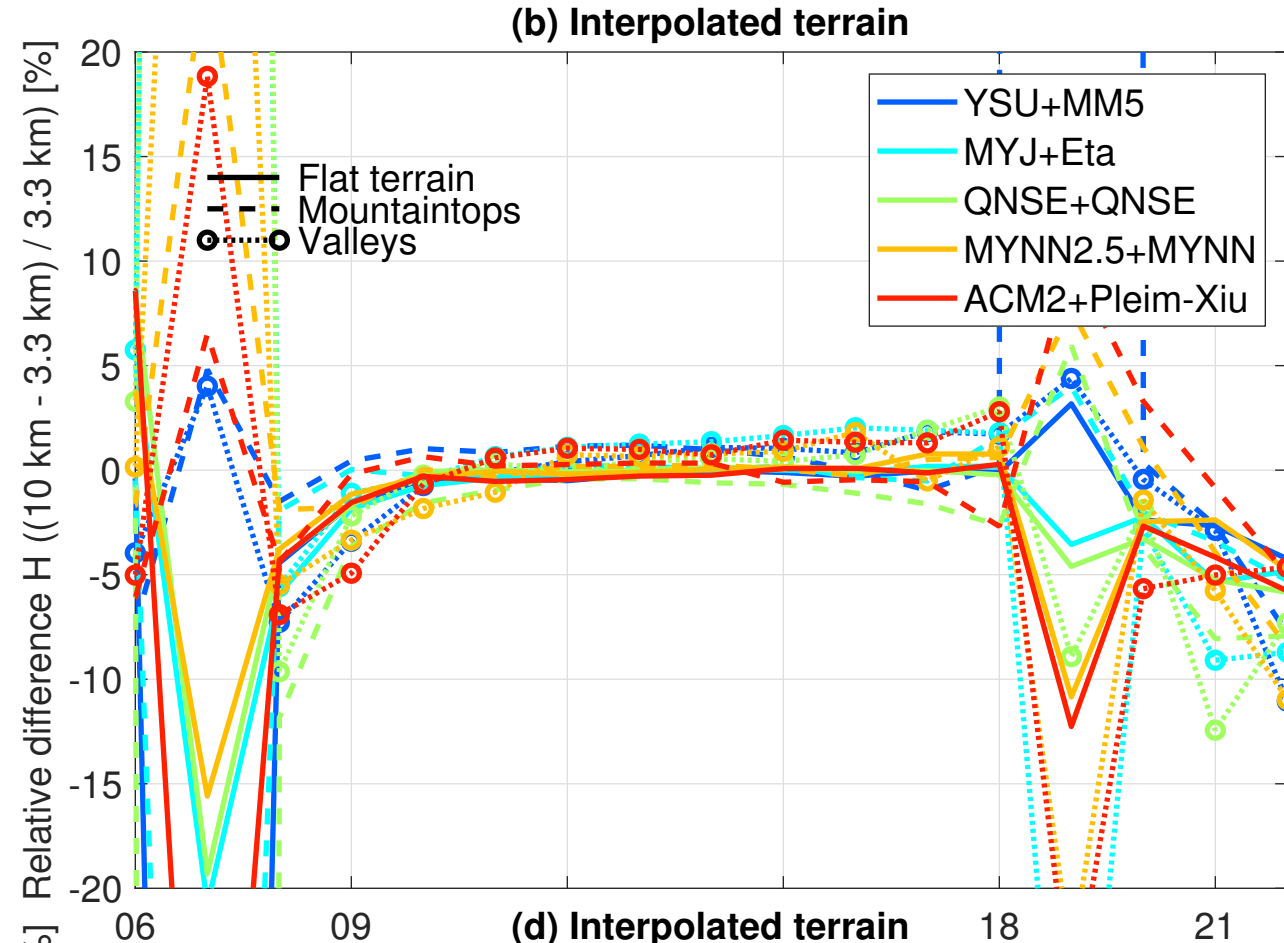 (b) Interpolated terrain
Relative difference H ((10 km - 3.3 km) / 3.3 km) [%]
20
15
10
5
0
-5
-10
-15
-20
Flat terrain
Mountaintops
Valleys
YSU+MM5
MYJ+Eta
QNSE+QNSE
MYNN2.5+MYNN
ACM2+Pleim-Xiu
06
09
18
21
(d) Interpolated terrain
%]